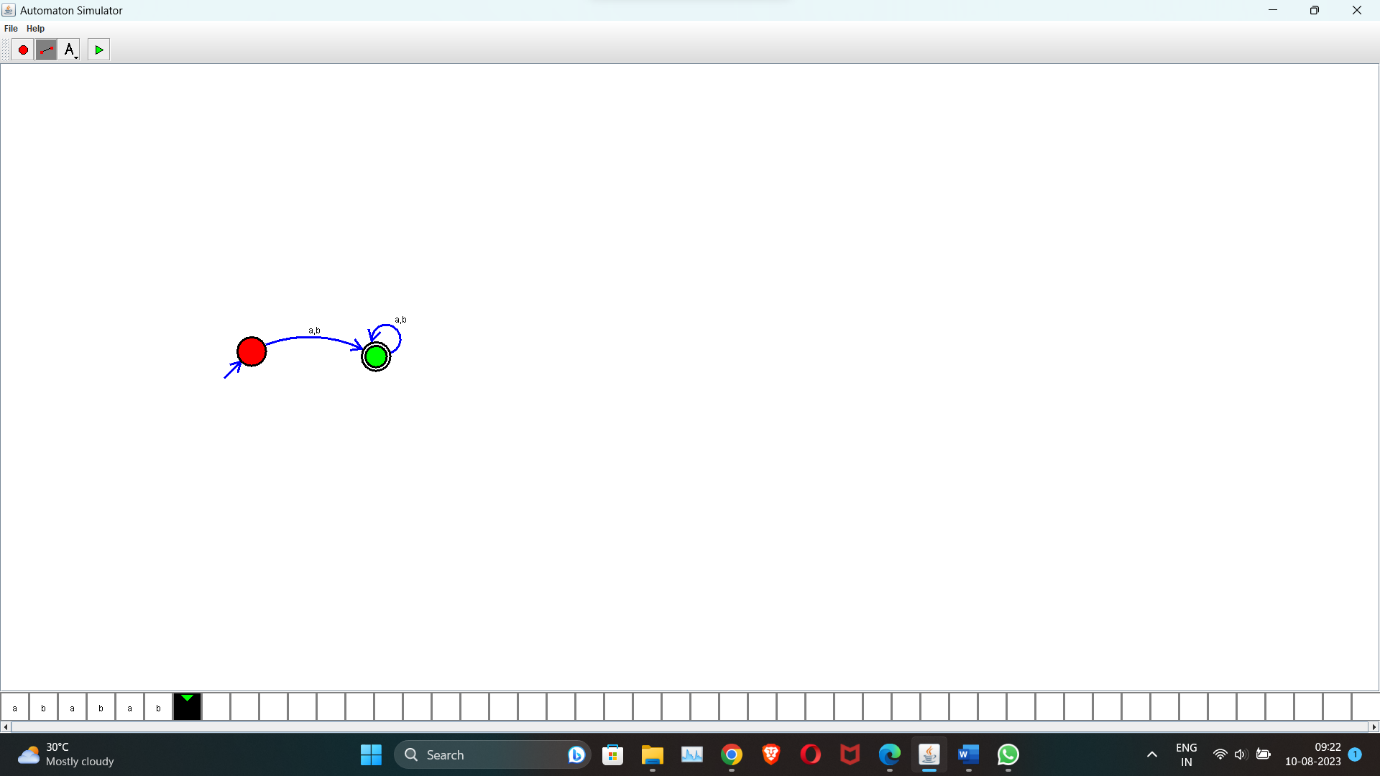 Automaton Simulator
File Help
A
a,b
a,b
a b a b a b
30°C
Mostly cloudy
Search
ENG
IN
09:22
10-08-2023
1